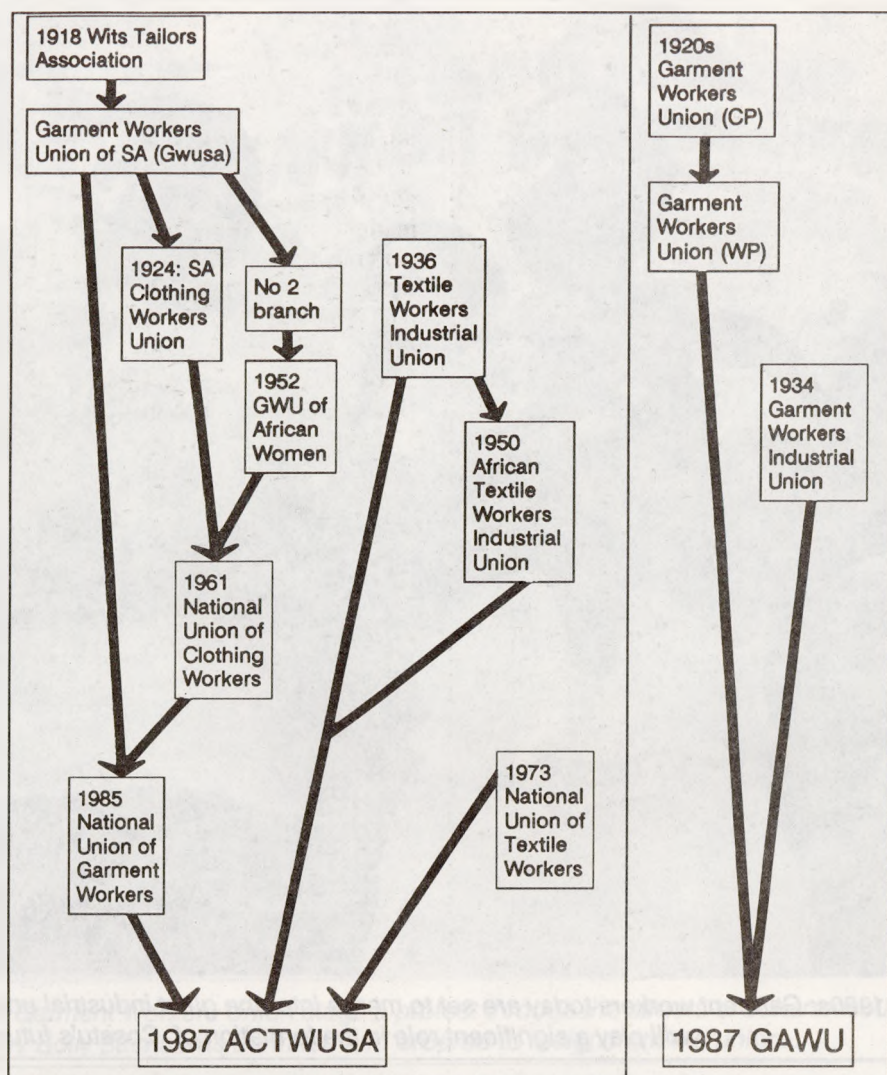 1918 Wits Tailors
Association
Garment Workers
Union of SA (Gwusa)
1924: SA
Clothing
Workers
Union
No 2
branch
1952
GWU of
African
Women
1936
Textile
Workers
Industrial
Union
1950
African
Textile
Workers
Industrial
Union
1961
National
Union of
Clothing
Workers
1985
National
Union of
Garment
Workers
1973
National
Union of
Textile
Workers
1987 ACTWUSA
1920s
Garment
Workers
Union (CP)
Garment
Workers
Union (WP)
1934
Garment
Workers
Industrial
Union
1987 GAWU